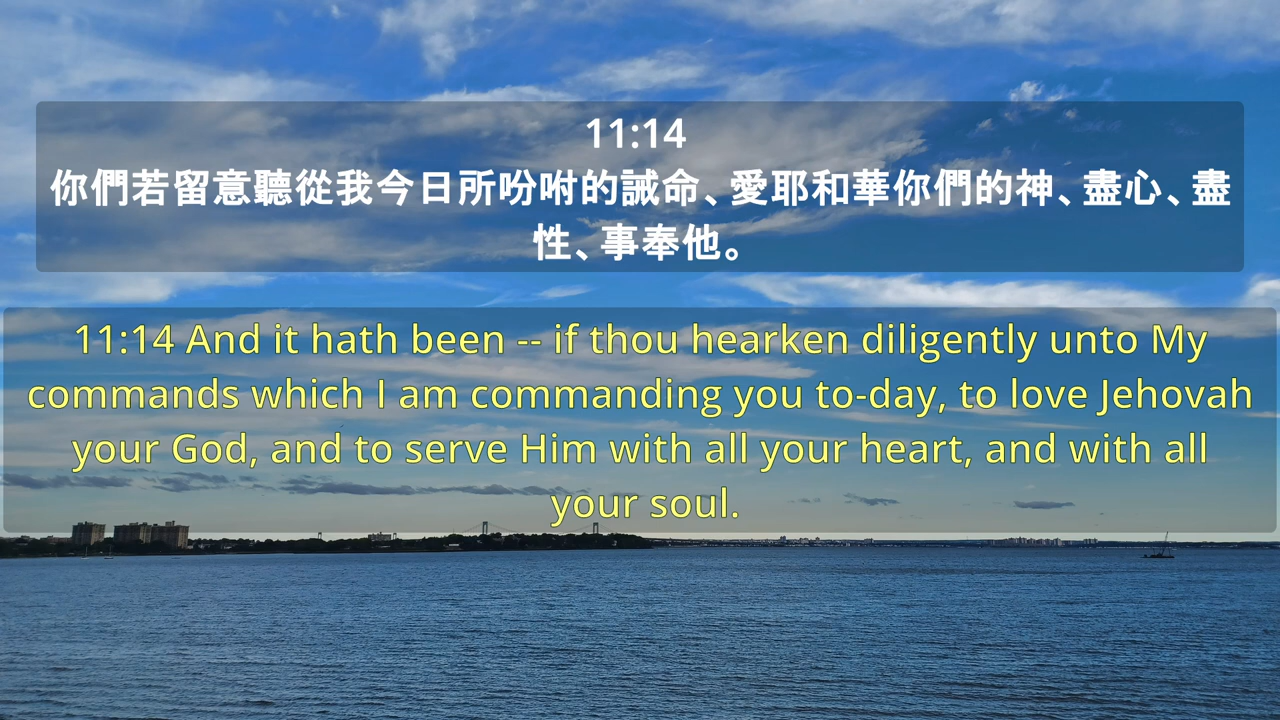 11:14
你們若留意聽從我今日所吩咐的誡命、愛耶和華你們的神、盡心、盡
性、事奉他。
11:14 And it hath been -- if thou hearken diligently unto My
commands which I am commanding you to-day, to love Jehovah
your God, and to serve Him with all your heart, and with all
your soul.